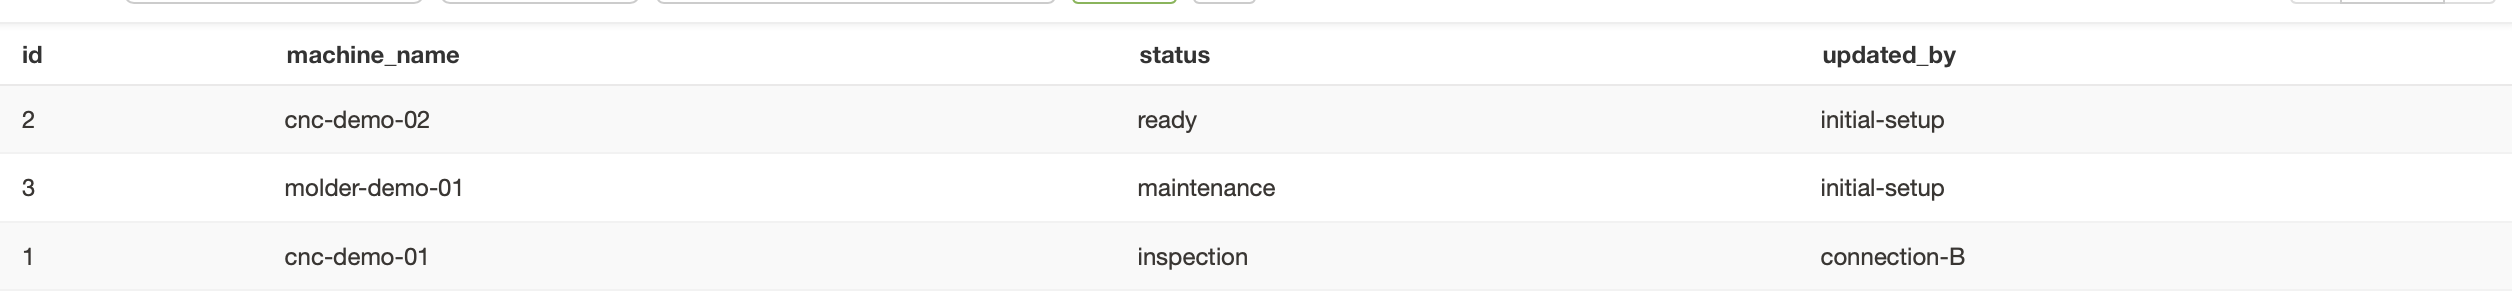 id machine_name status updated_by
2 cnc-demo-02 ready initial-setup
3 molder-demo-01 maintenance initial-setup
1 cnc-demo-01 inspection connection-B